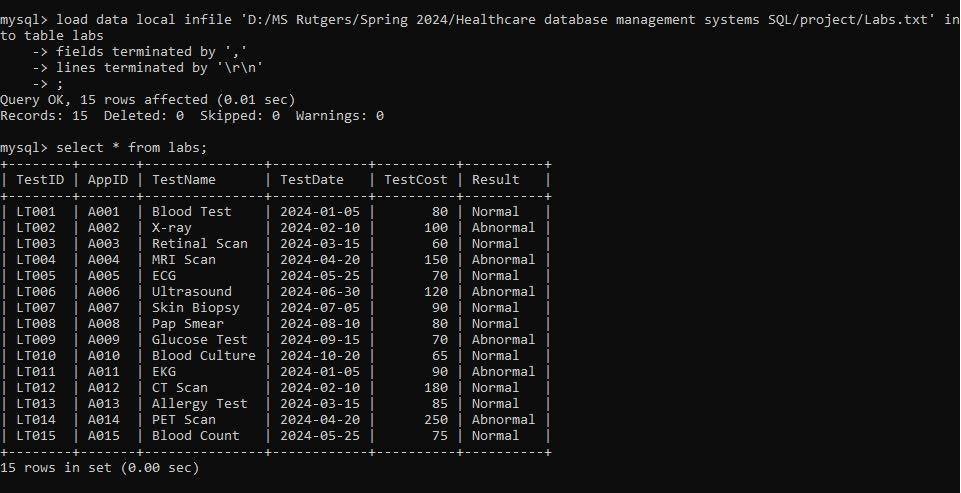 mysql> load data local infile 'D:/MS Rutgers/Spring 2024/Healthcare database management systems SQL/project/Labs.txt' in
to table labs
    -> fields terminated by ','
    -> lines terminated by '\r\n'
    -> ;
Query OK, 15 rows affected (0.01 sec)
Records: 15  Deleted: 0  Skipped: 0  Warnings: 0

mysql> select * from labs;
+--------+-------+---------------+------------+----------+----------+
| TestID | AppID | TestName      | TestDate   | TestCost | Result   |
+--------+-------+---------------+------------+----------+----------+
| LT001  | A001  | Blood Test    | 2024-01-05 |       80 | Normal   |
| LT002  | A002  | X-ray         | 2024-02-10 |      100 | Abnormal |
| LT003  | A003  | Retinal Scan  | 2024-03-15 |       60 | Normal   |
| LT004  | A004  | MRI Scan      | 2024-04-20 |      150 | Abnormal |
| LT005  | A005  | ECG           | 2024-05-25 |       70 | Normal   |
| LT006  | A006  | Ultrasound    | 2024-06-30 |      120 | Abnormal |
| LT007  | A007  | Skin Biopsy   | 2024-07-05 |       90 | Normal   |
| LT008  | A008  | Pap Smear     | 2024-08-10 |       80 | Normal   |
| LT009  | A009  | Glucose Test  | 2024-09-15 |       70 | Abnormal |
| LT010  | A010  | Blood Culture | 2024-10-20 |       65 | Normal   |
| LT011  | A011  | EKG           | 2024-01-05 |       90 | Abnormal |
| LT012  | A012  | CT Scan       | 2024-02-10 |      180 | Normal   |
| LT013  | A013  | Allergy Test  | 2024-03-15 |       85 | Normal   |
| LT014  | A014  | PET Scan      | 2024-04-20 |      250 | Abnormal |
| LT015  | A015  | Blood Count   | 2024-05-25 |       75 | Normal   |
+--------+-------+---------------+------------+----------+----------+
15 rows in set (0.00 sec)